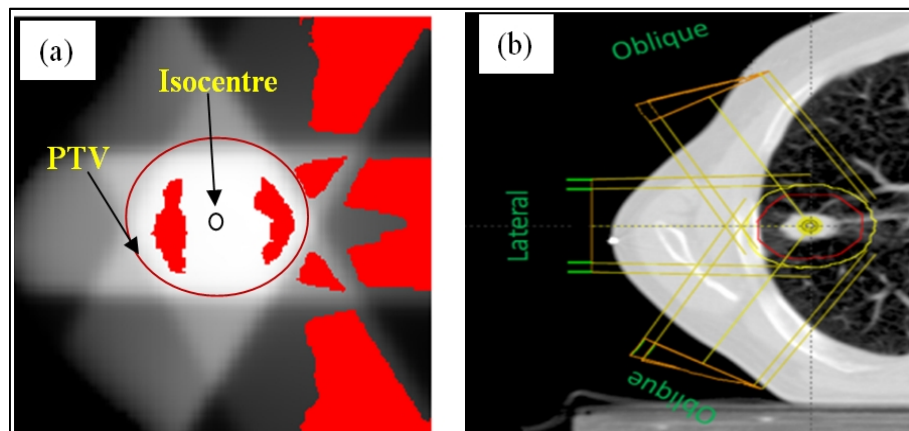 (a)
Isocentre
PTV
(b)
Oblique
Lateral
Oblique